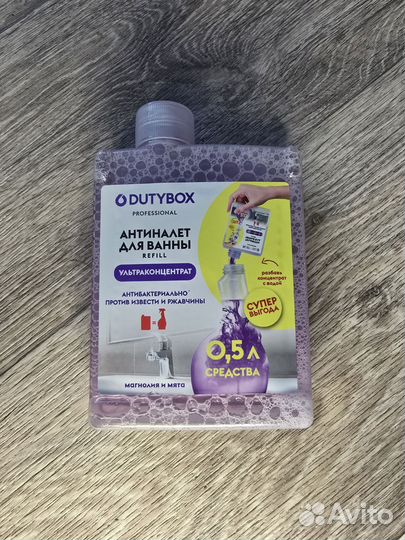 DUTYBOX
PROFESSIONAL
АНТИНАЛЕТ
ДЛЯ ВАННЫ
REFILL
УЛЬТРАКОНЦЕНТРАТ
АНТИБАКТЕРИАЛЬНО
ПРОТИВ ИЗВЕСТИ И РЖАВЧИНЫ
разбавь
концентрат
с водой
СУПЕР
ВЫГОДА
0,5 л
СРЕДСТВА
МАГНОЛИЯ И МЯТА
Avito